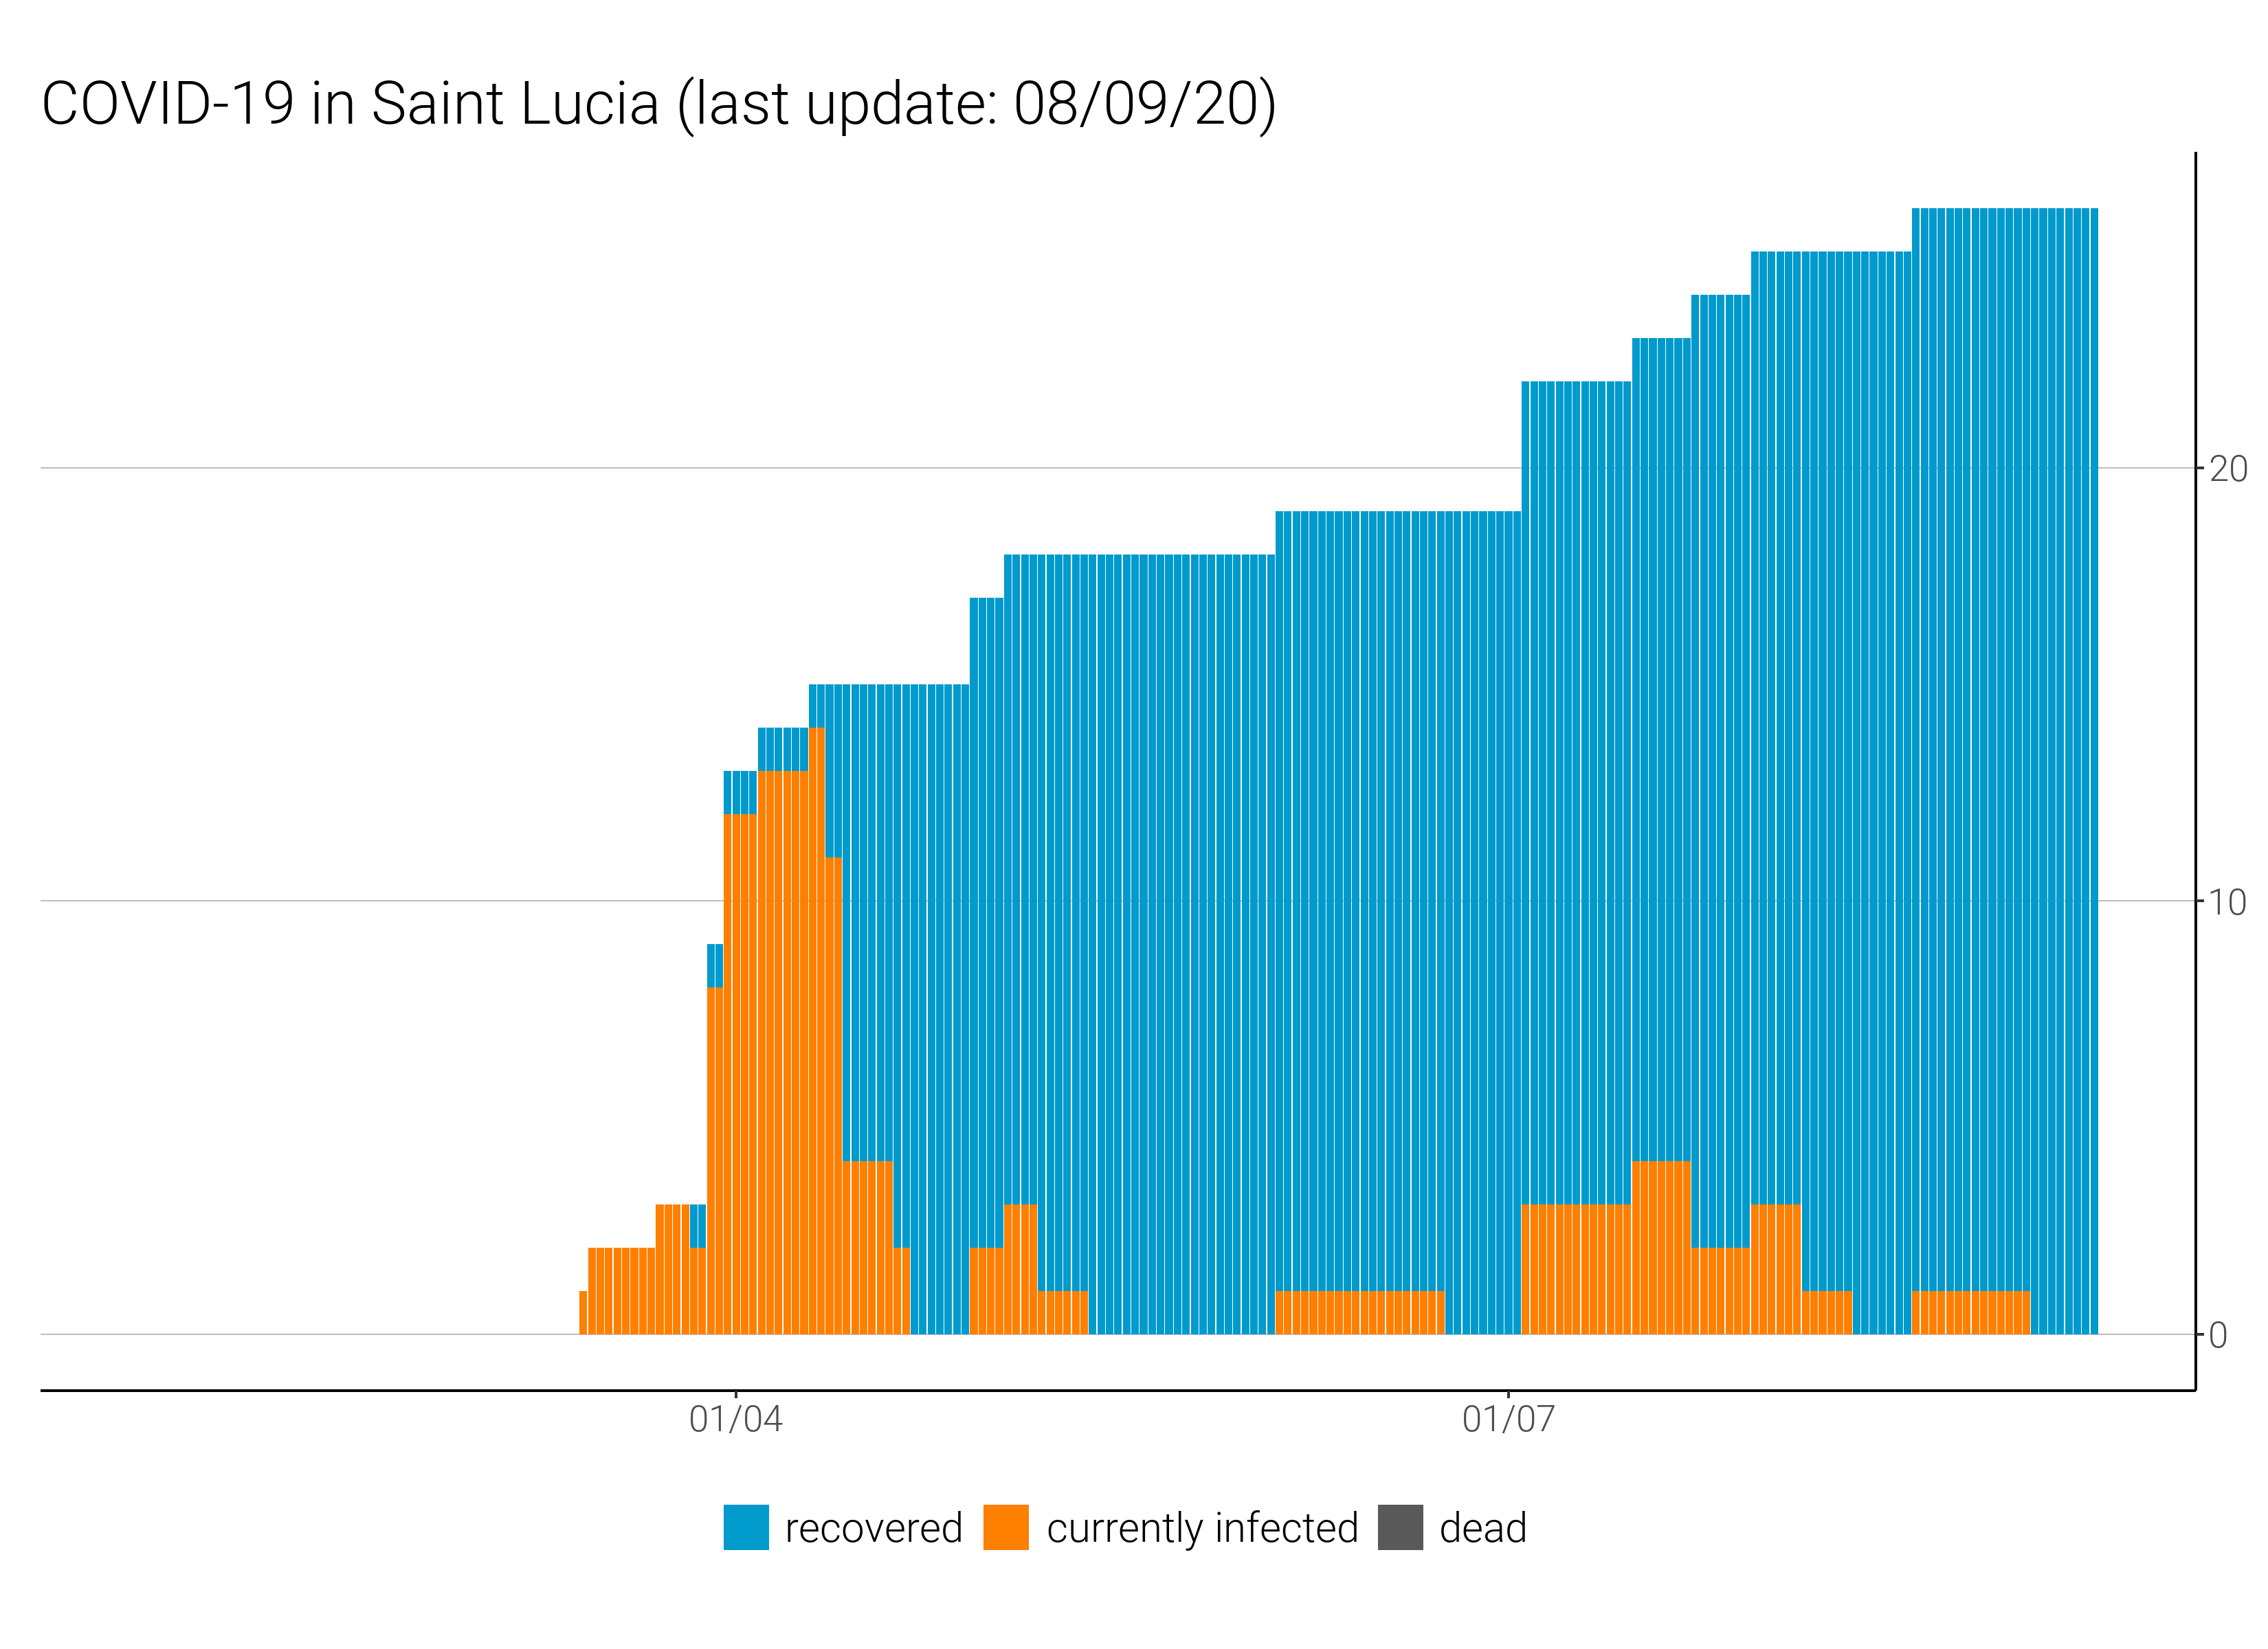 COVID-19 in Saint Lucia (last update: 08/09/20)
20
10
0
01/04 01/07
recovered currently infected dead